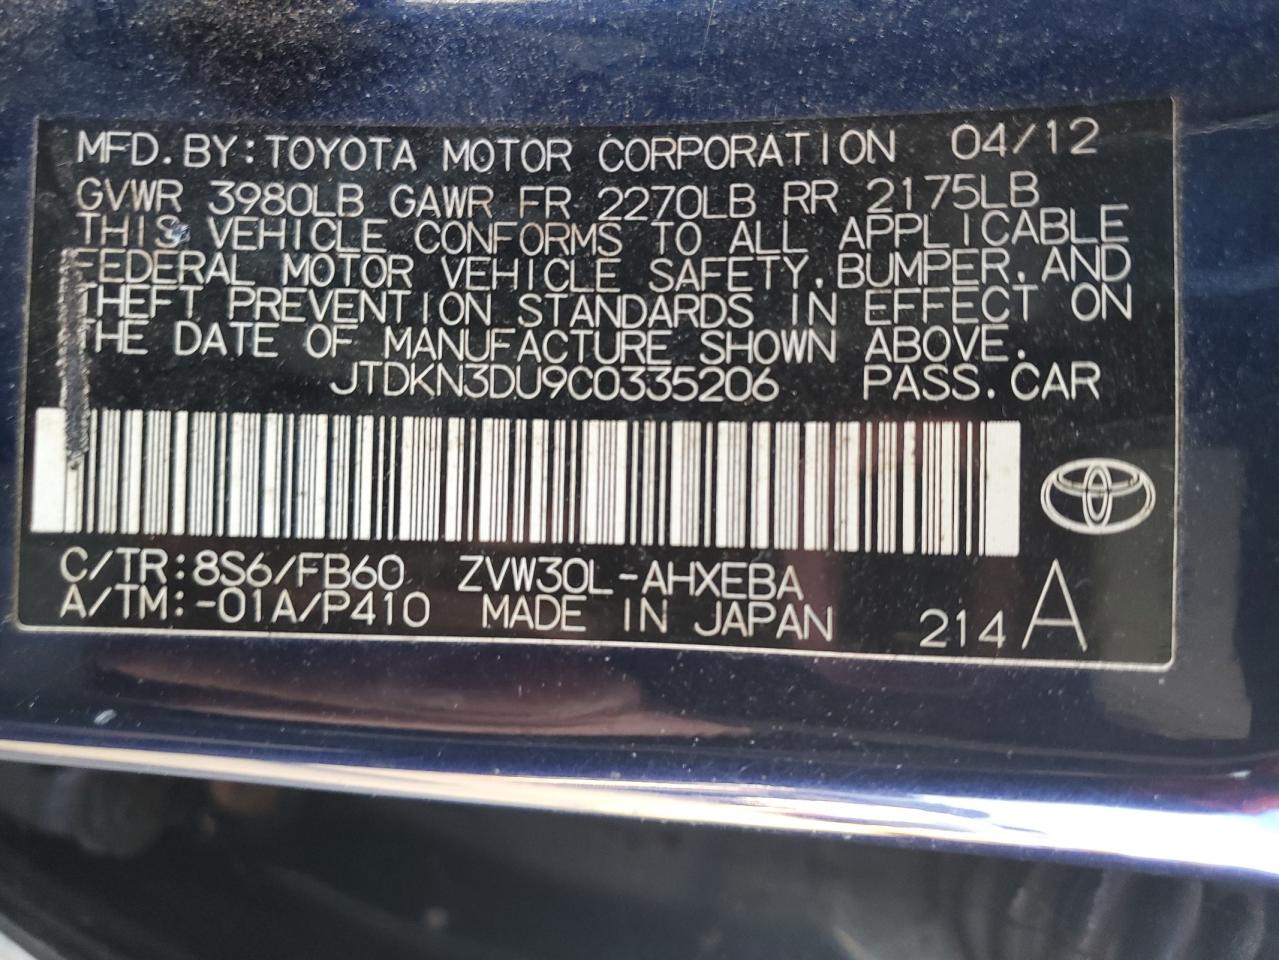 MFD. BY: TOYOTA MOTOR CORPORATION 04/12
GVWR 3980LB GAWR FR 2270LB RR 2175LB
THIS VEHICLE CONFORMS TO ALL APPLICABLE
FEDERAL MOTOR VEHICLE SAFETY, BUMPER, AND
THEFT PREVENTION STANDARDS IN EFFECT ON
THE DATE OF MANUFACTURE SHOWN ABOVE.
JTDKN3DU9C0335206 PASS. CAR
C/TR: 8S6/FB60 ZVW30L-AHXEBA
A/TM: -01A/P410 MADE IN JAPAN 214 A